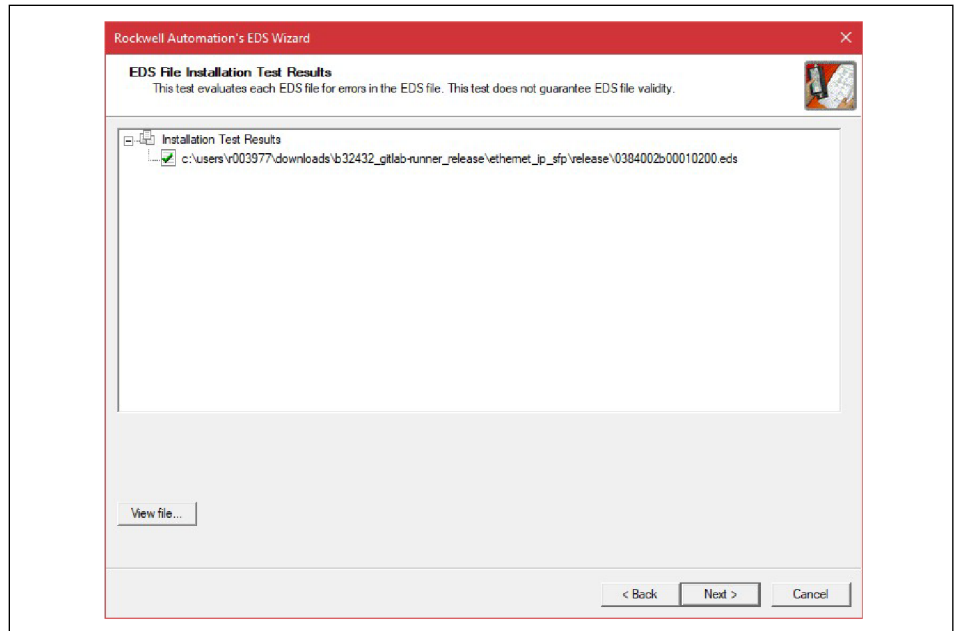 Rockwell Automation's EDS Wizard
EDS File Installation Test Results
This test evaluates each EDS file for errors in the EDS file. This test does not guarantee EDS file validity.
Installation Test Results
c:\users\r003977\downloads\b32432_gitlab-runner_release\ethernet_ip_sfp\release\0384002b00010200.eds
View file...
< Back
Next >
Cancel